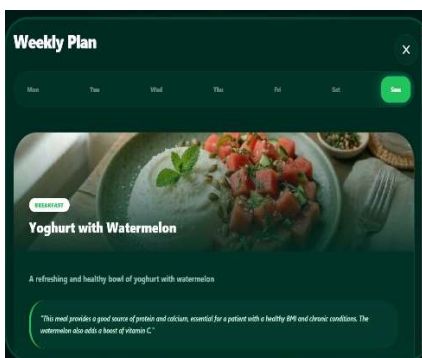 Weekly Plan
X
Mon Tue Wed Thu Fri Sat Sun
BREAKFAST
Yoghurt with Watermelon
A refreshing and healthy bowl of yoghurt with watermelon
"This meal provides a good source of protein and calcium, essential for a patient with a healthy BMI and chronic conditions. The
watermelon also adds a boost of vitamin C."